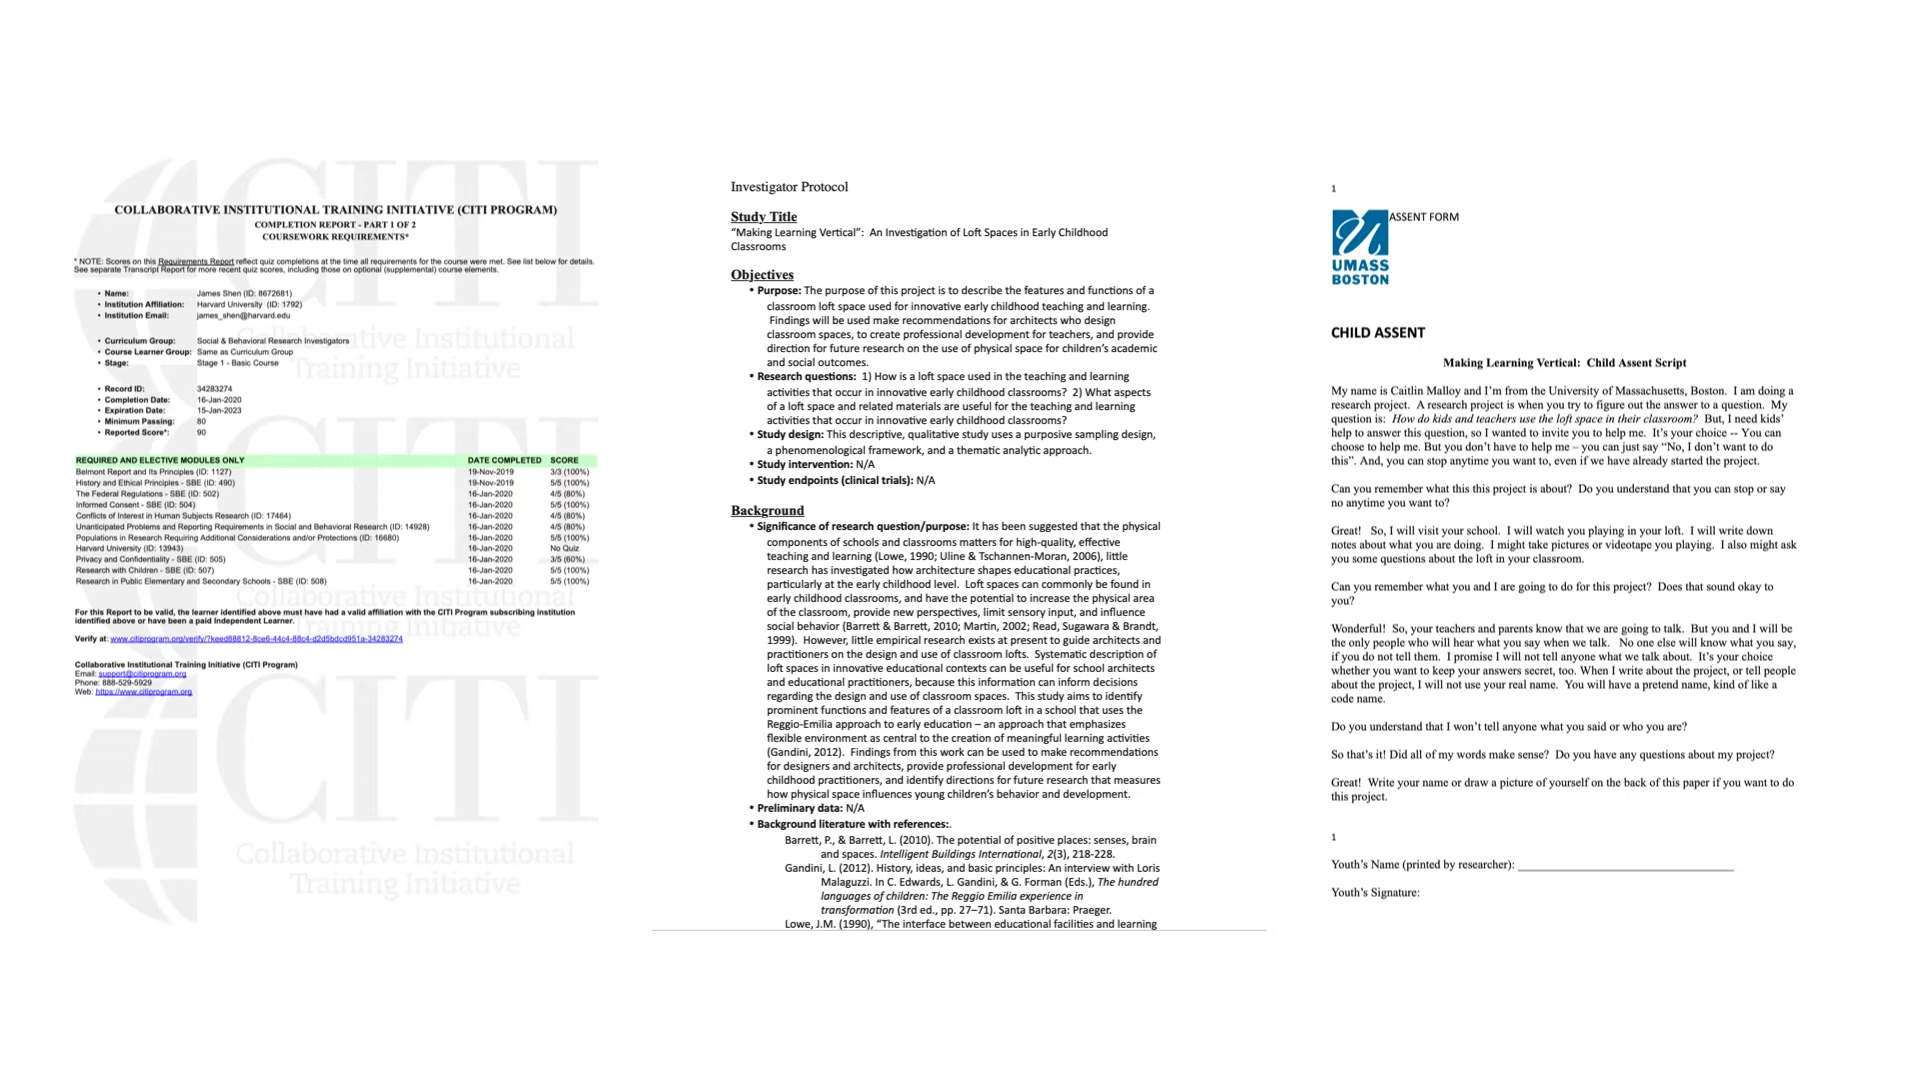 COLLABORATIVE INSTITUTIONAL TRAINING INITIATIVE (CITI PROGRAM)
COMPLETION REPORT - PART 1 OF 2
COURSEWORK REQUIREMENTS*
* NOTE: Scores on this Requirements Report reflect quiz completions at the time all requirements for the course were met. See list below for details.
See separate Transcript Report for more recent quiz scores, including those on optional (supplemental) course elements.
• Name: James Shen (ID: 8672681)
• Institution Affiliation: Harvard University (ID: 1792)
• Institution Email: james_shen@harvard.edu
• Curriculum Group: Social & Behavioral Research Investigators
• Course Learner Group: Same as Curriculum Group
• Stage: Stage 1 - Basic Course
• Record ID: 34283274
• Completion Date: 16-Jan-2020
• Expiration Date: 15-Jan-2023
• Minimum Passing: 80
• Reported Score*: 90
REQUIRED AND ELECTIVE MODULES ONLY DATE COMPLETED SCORE
Belmont Report and Its Principles (ID: 1127) 19-Nov-2019 3/3 (100%)
History and Ethical Principles - SBE (ID: 490) 19-Nov-2019 5/5 (100%)
The Federal Regulations - SBE (ID: 502) 16-Jan-2020 4/5 (80%)
Informed Consent - SBE (ID: 504) 16-Jan-2020 5/5 (100%)
Conflicts of Interest in Human Subjects Research (ID: 17464) 16-Jan-2020 4/5 (80%)
Unanticipated Problems and Reporting Requirements in Social and Behavioral Research (ID: 14928) 16-Jan-2020 4/5 (80%)
Populations in Research Requiring Additional Considerations and/or Protections (ID: 16680) 16-Jan-2020 5/5 (100%)
Harvard University (ID: 13943) 16-Jan-2020 No Quiz
Privacy and Confidentiality - SBE (ID: 505) 16-Jan-2020 3/5 (60%)
Research with Children - SBE (ID: 507) 16-Jan-2020 5/5 (100%)
Research in Public Elementary and Secondary Schools - SBE (ID: 508) 16-Jan-2020 5/5 (100%)
For this Report to be valid, the learner identified above must have had a valid affiliation with the CITI Program subscribing institution
identified above or have been a paid Independent Learner.
Verify at:
Collaborative Institutional Training Initiative (CITI Program)
Email: support@citiprogram.org
Phone: 888-529-5929
Web: https://www.citiprogram.org
CITI
Collaborative Institutional
Training Initiative
CITI
Collaborative Institutional
Training Initiative
CITI
Collaborative Institutional
Training Initiative
Investigator Protocol
Study Title
“Making Learning Vertical”: An Investigation of Loft Spaces in Early Childhood
Classrooms
Objectives
• Purpose: The purpose of this project is to describe the features and functions of a
classroom loft space used for innovative early childhood teaching and learning.
Findings will be used make recommendations for architects who design
classroom spaces, to create professional development for teachers, and provide
direction for future research on the use of physical space for children’s academic
and social outcomes.
• Research questions: 1) How is a loft space used in the teaching and learning
activities that occur in innovative early childhood classrooms? 2) What aspects
of a loft space and related materials are useful for the teaching and learning
activities that occur in innovative early childhood classrooms?
• Study design: This descriptive, qualitative study uses a purposive sampling design,
a phenomenological framework, and a thematic analytic approach.
• Study intervention: N/A
• Study endpoints (clinical trials): N/A
Background
• Significance of research question/purpose: It has been suggested that the physical
components of schools and classrooms matters for high-quality, effective
teaching and learning (Lowe, 1990; Uline & Tschannen-Moran, 2006), little
research has investigated how architecture shapes educational practices,
particularly at the early childhood level. Loft spaces can commonly be found in
early childhood classrooms, and have the potential to increase the physical area
of the classroom, provide new perspectives, limit sensory input, and influence
social behavior (Barrett & Barrett, 2010; Martin, 2002; Read, Sugawara & Brandt,
1999). However, little empirical research exists at present to guide architects and
practitioners on the design and use of classroom lofts. Systematic description of
loft spaces in innovative educational contexts can be useful for school architects
and educational practitioners, because this information can inform decisions
regarding the design and use of classroom spaces. This study aims to identify
prominent functions and features of a classroom loft in a school that uses the
Reggio-Emilia approach to early education – an approach that emphasizes
flexible environment as central to the creation of meaningful learning activities
(Gandini, 2012). Findings from this work can be used to make recommendations
for designers and architects, provide professional development for early
childhood practitioners, and identify directions for future research that measures
how physical space influences young children’s behavior and development.
• Preliminary data: N/A
• Background literature with references:.
Barrett, P., & Barrett, L. (2010). The potential of positive places: senses, brain
and spaces. Intelligent Buildings International, 2(3), 218-228.
Gandini, L. (2012). History, ideas, and basic principles: An interview with Loris
Malaguzzi. In C. Edwards, L. Gandini, & G. Forman (Eds.), The hundred
languages of children: The Reggio Emilia experience in
transformation (3rd ed., pp. 27–71). Santa Barbara: Praeger.
Lowe, J.M. (1990), “The interface between educational facilities and learning
1
ASSENT FORM
UMASS
BOSTON
CHILD ASSENT
Making Learning Vertical: Child Assent Script
My name is Caitlin Malloy and I’m from the University of Massachusetts, Boston. I am doing a
research project. A research project is when you try to figure out the answer to a question. My
question is: How do kids and teachers use the loft space in their classroom? But, I need kids’
help to answer this question, so I wanted to invite you to help me. It’s your choice -- You can
choose to help me. But you don’t have to help me – you can just say “No, I don’t want to do
this”. And, you can stop anytime you want to, even if we have already started the project.
Can you remember what this this project is about? Do you understand that you can stop or say
no anytime you want to?
Great! So, I will visit your school. I will watch you playing in your loft. I will write down
notes about what you are doing. I might take pictures or videotape you playing. I also might ask
you some questions about the loft in your classroom.
Can you remember what you and I are going to do for this project? Does that sound okay to
you?
Wonderful! So, your teachers and parents know that we are going to talk. But you and I will be
the only people who will hear what you say when we talk. No one else will know what you say,
if you do not tell them. I promise I will not tell anyone what we talk about. It’s your choice
whether you want to keep your answers secret, too. When I write about the project, or tell people
about the project, I will not use your real name. You will have a pretend name, kind of like a
code name.
Do you understand that I won’t tell anyone what you said or who you are?
So that’s it! Did all of my words make sense? Do you have any questions about my project?
Great! Write your name or draw a picture of yourself on the back of this paper if you want to do
this project.
1
Youth’s Name (printed by researcher):
Youth’s Signature: